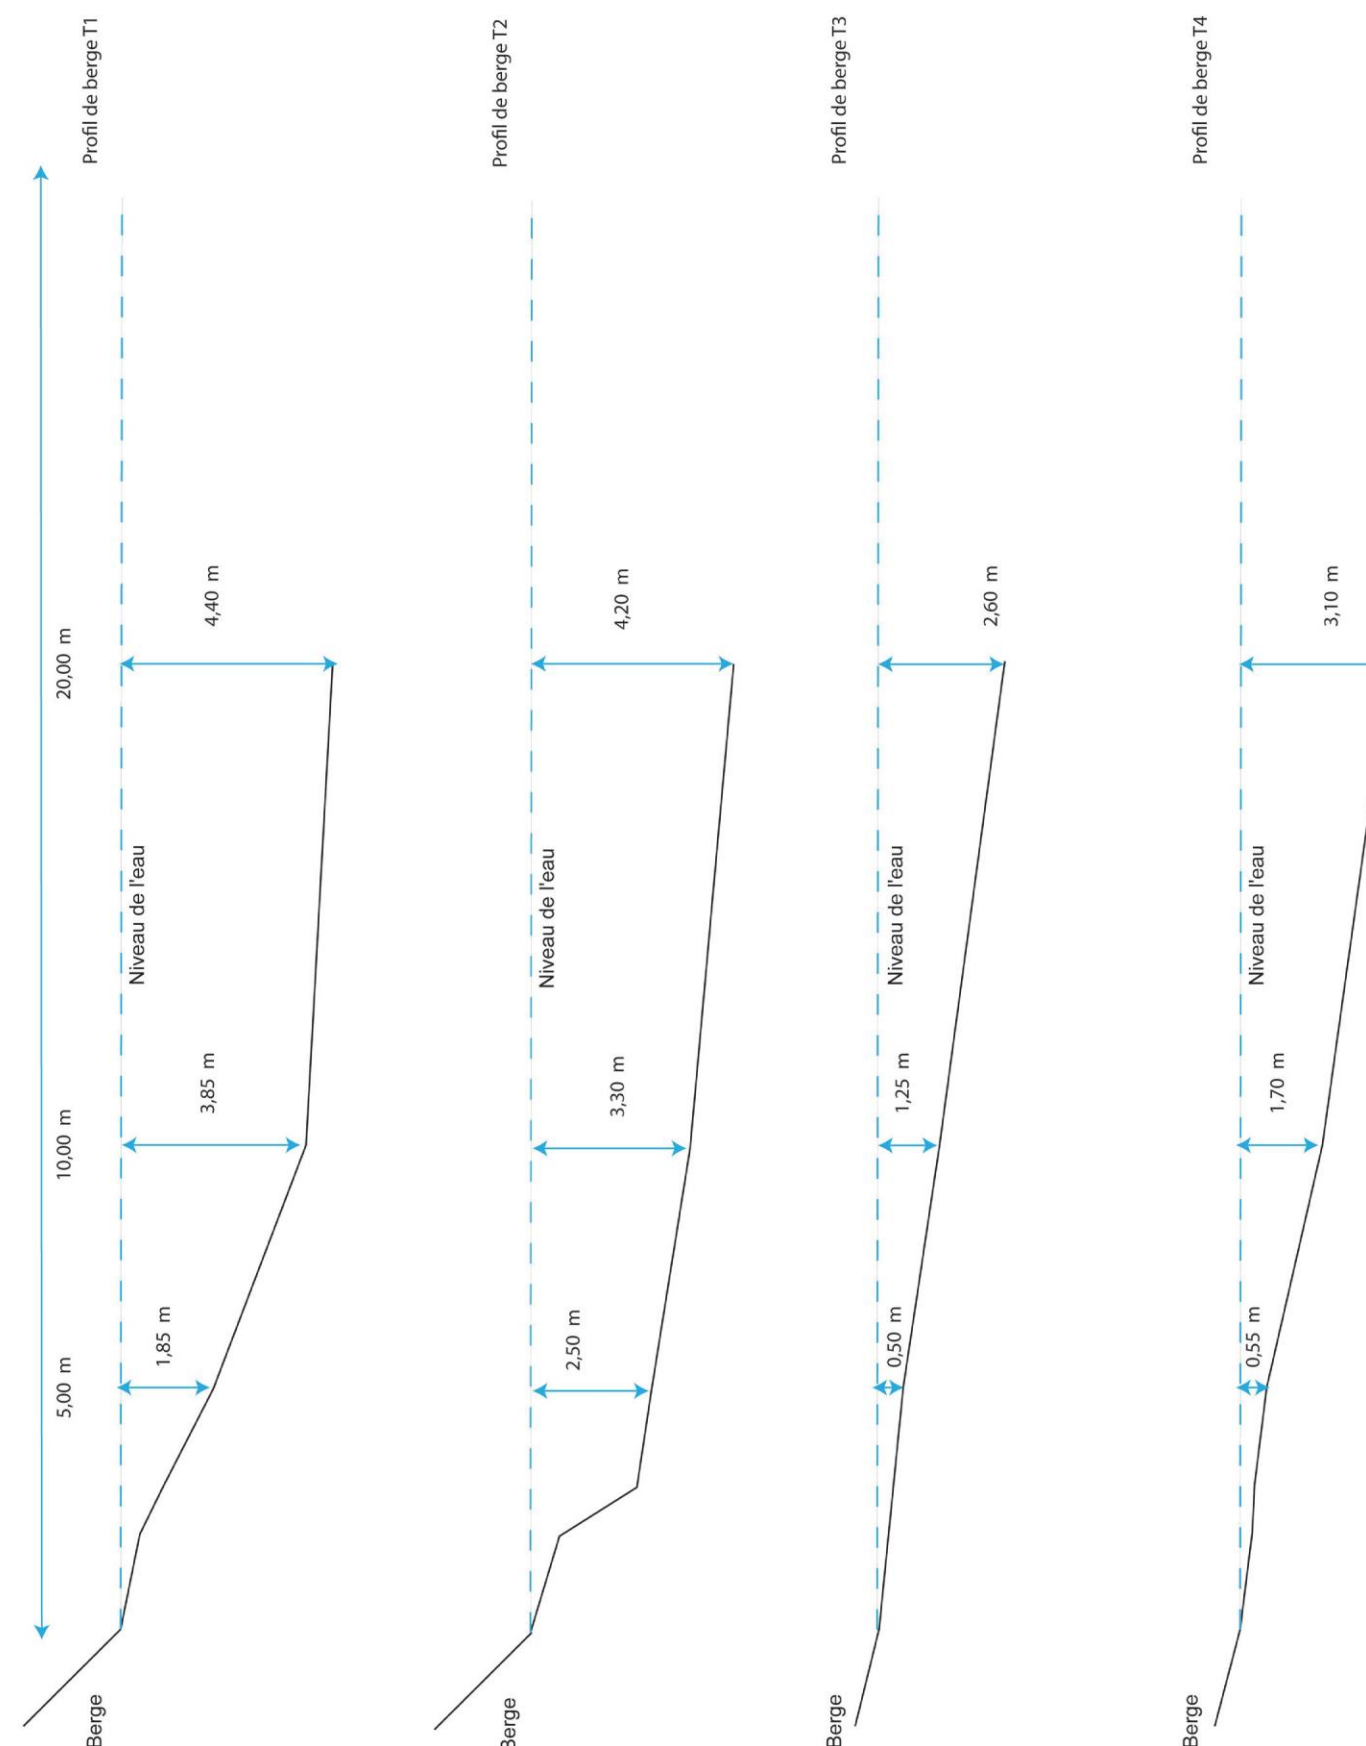 Profil de berge T1
20,00 m
10,00 m
5,00 m
4,40 m
3,85 m
1,85 m
Niveau de l'eau
Berge
Profil de berge T2
4,20 m
3,30 m
2,50 m
Niveau de l'eau
Berge
Profil de berge T3
2,60 m
1,25 m
0,50 m
Niveau de l'eau
Berge
Profil de berge T4
3,10 m
1,70 m
0,55 m
Niveau de l'eau
Berge